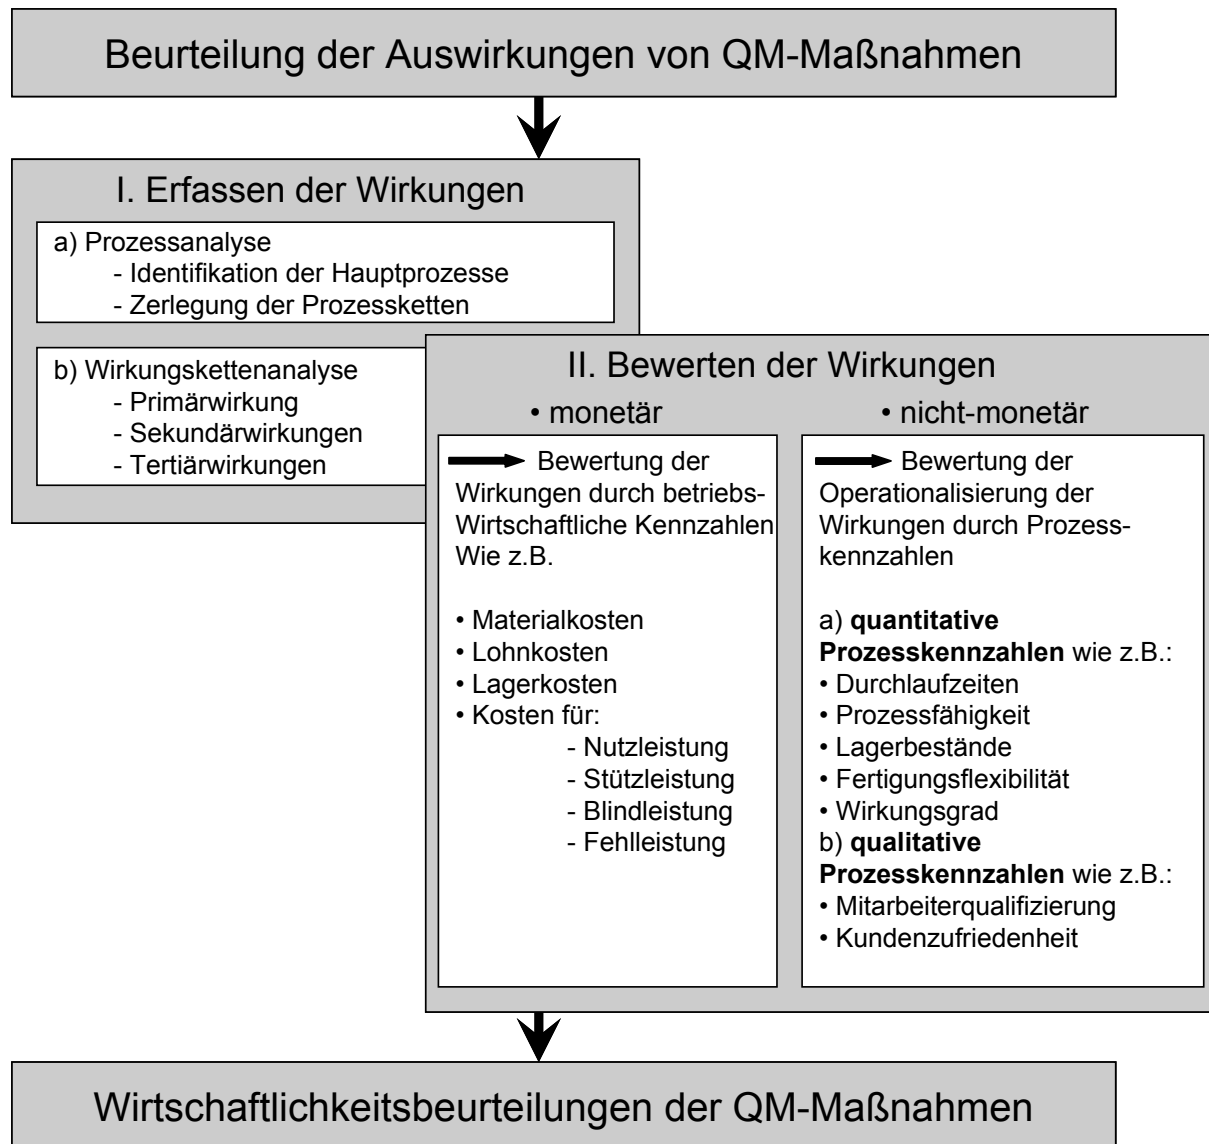 Beurteilung der Auswirkungen von QM-Maßnahmen
I. Erfassen der Wirkungen
a) Prozessanalyse
- Identifikation der Hauptprozesse
- Zerlegung der Prozessketten
b) Wirkungskettenanalyse
- Primärwirkung
- Sekundärwirkungen
- Tertiärwirkungen
II. Bewerten der Wirkungen
• monetär
Bewertung der
Wirkungen durch betriebs-
Wirtschaftliche Kennzahlen
Wie z.B.
• Materialkosten
• Lohnkosten
• Lagerkosten
• Kosten für:
- Nutzleistung
- Stützleistung
- Blindleistung
- Fehlleistung
• nicht-monetär
Bewertung der
Operationalisierung der
Wirkungen durch Prozess-
kennzahlen
a) quantitative
Prozesskennzahlen wie z.B.:
• Durchlaufzeiten
• Prozessfähigkeit
• Lagerbestände
• Fertigungsflexibilität
• Wirkungsgrad
b) qualitative
Prozesskennzahlen wie z.B.:
• Mitarbeiterqualifizierung
• Kundenzufriedenheit
Wirtschaftlichkeitsbeurteilungen der QM-Maßnahmen